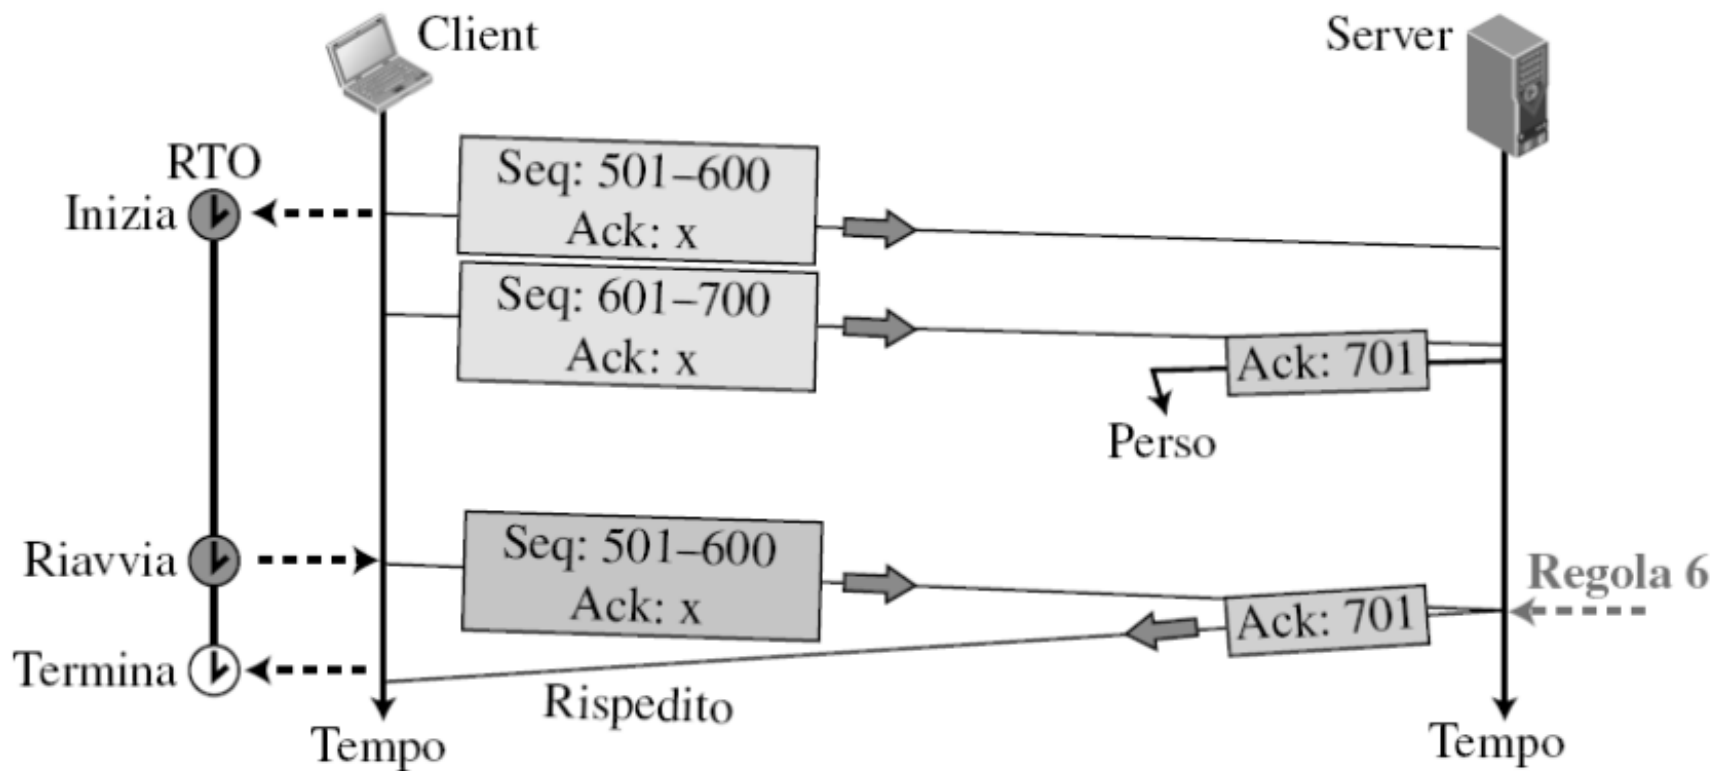 Client
Server
RTO
Inizia
Seq: 501–600
Ack: x
Seq: 601–700
Ack: x
Ack: 701
Perso
Riavvia
Seq: 501–600
Ack: x
Regola 6
Ack: 701
Termina
Rispedito
Tempo
Tempo